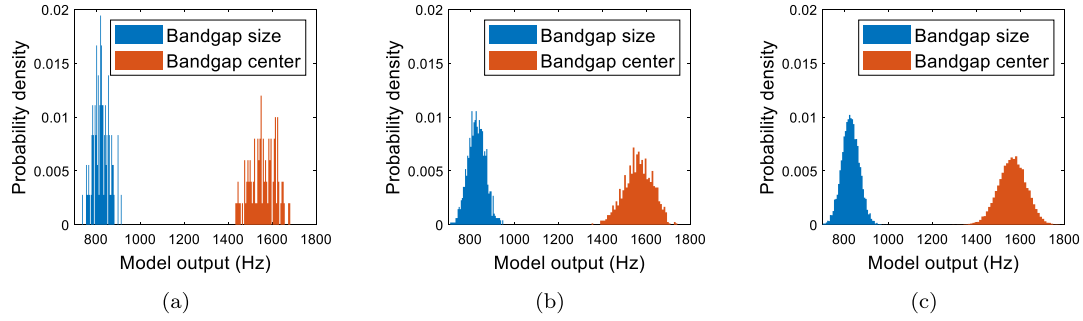 0.02
0.015
0.01
0.005
0
Probability density
Bandgap size
Bandgap center
800 1000 1200 1400 1600 1800
Model output (Hz)
(a)
0.02
0.015
0.01
0.005
0
Probability density
Bandgap size
Bandgap center
800 1000 1200 1400 1600 1800
Model output (Hz)
(b)
0.02
0.015
0.01
0.005
0
Probability density
Bandgap size
Bandgap center
800 1000 1200 1400 1600 1800
Model output (Hz)
(c)